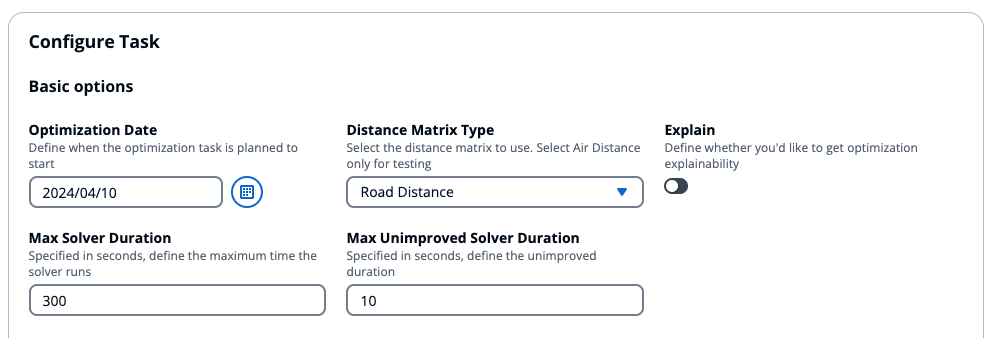 Configure Task
Basic options
Optimization Date
Define when the optimization task is planned to
start
2024/04/10
Distance Matrix Type
Select the distance matrix to use. Select Air Distance
only for testing
Road Distance
Explain
Define whether you'd like to get optimization
explainability
Max Solver Duration
Specified in seconds, define the maximum time the
solver runs
300
Max Unimproved Solver Duration
Specified in seconds, define the unimproved
duration
10